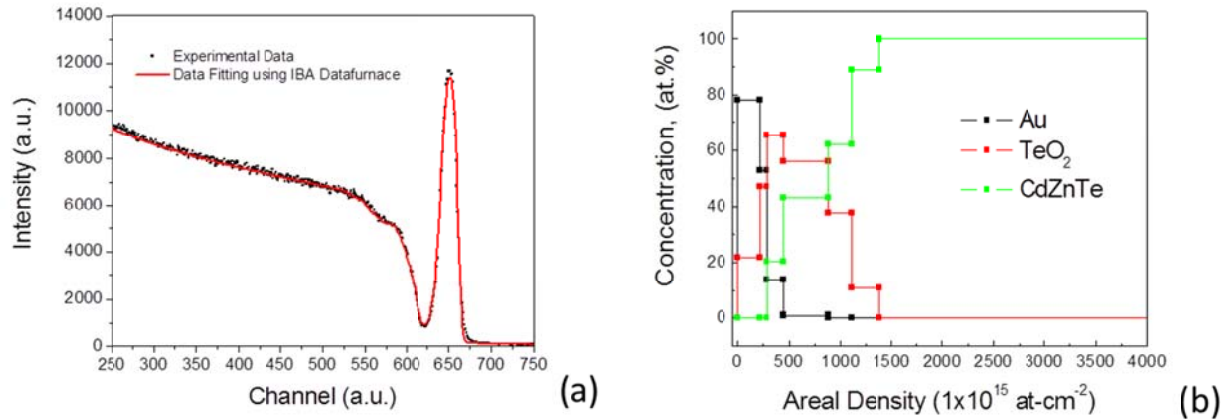 14000
12000
10000
8000
6000
4000
2000
0
Intensity (a.u.)
Experimental Data
Data Fitting using IBA Datafurnace
250 300 350 400 450 500 550 600 650 700 750
Channel (a.u.)
(a)
100
80
60
40
20
0
Concentration, (at.%)
Au
TeO₂
CdZnTe
0 500 1000 1500 2000 2500 3000 3500 4000
Areal Density (1x10¹⁵ at-cm⁻²)
(b)